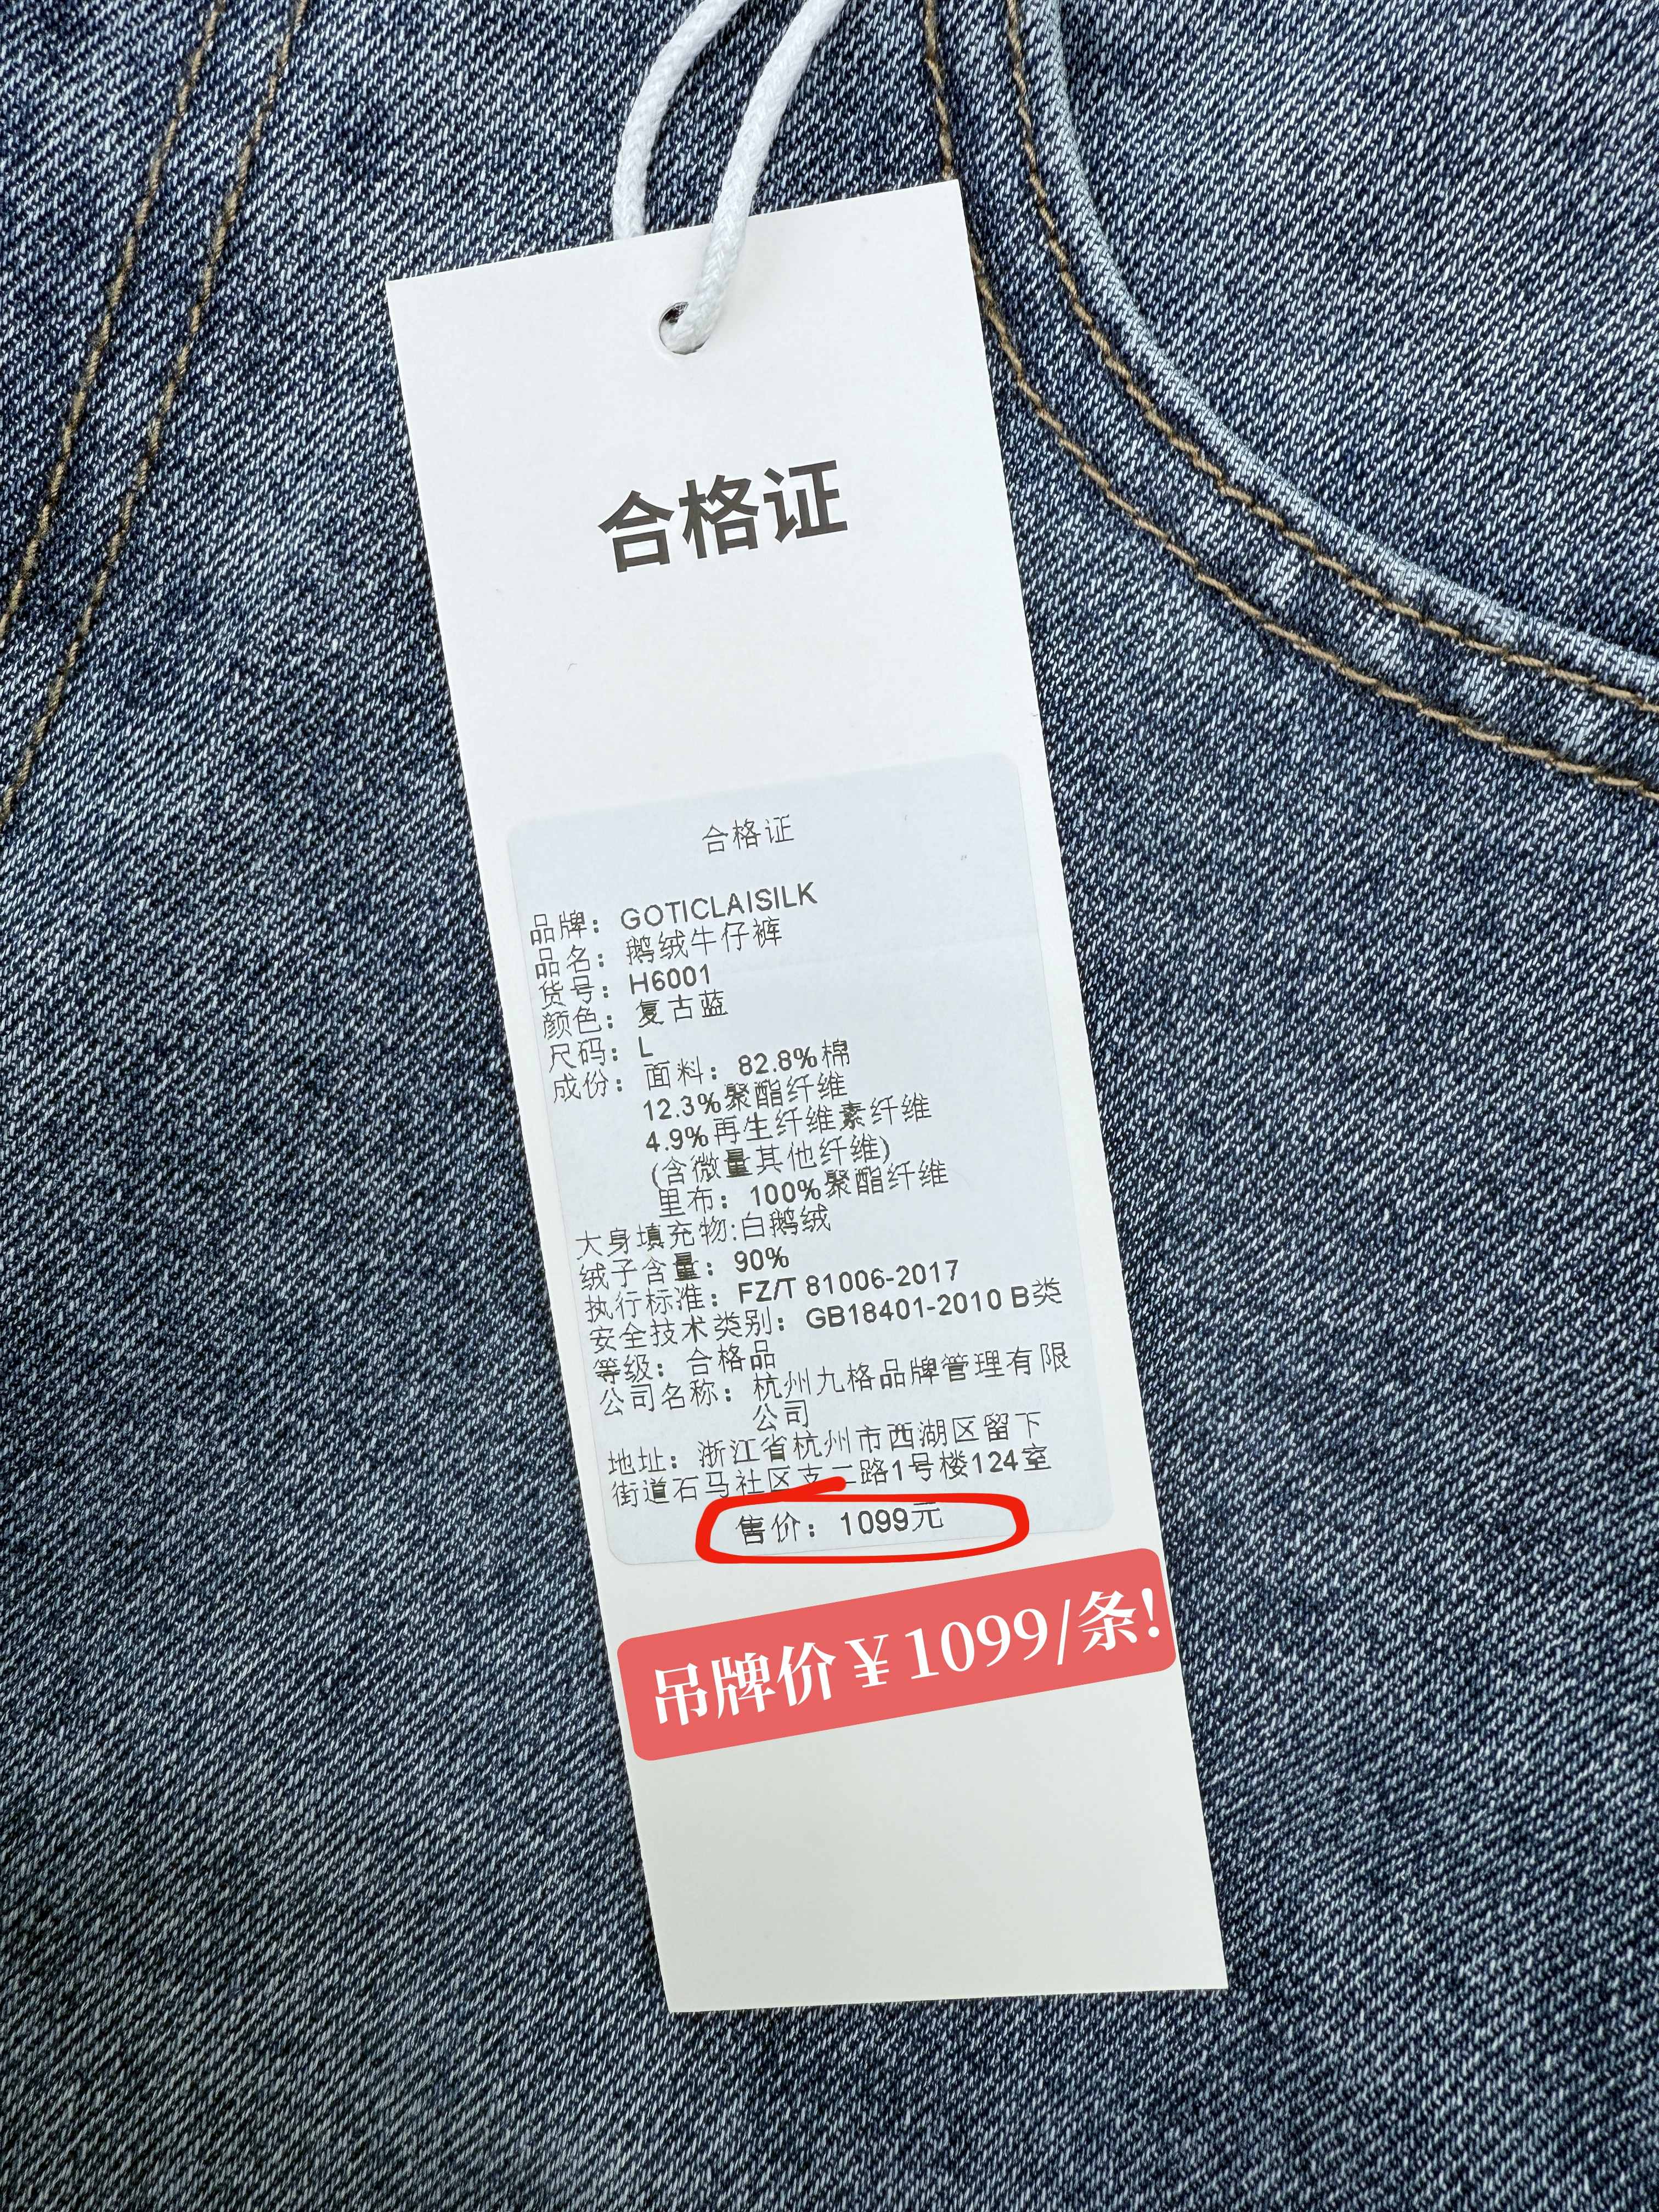 合格证
合格证
品牌：GOTICLAISILK
品名：鹅绒牛仔裤
货号：H6001
颜色：复古蓝
尺码：L
成份：面料：82.8%棉
12.3%聚酯纤维
4.9%再生纤维素纤维
(含微量其他纤维)
里布：100%聚酯纤维
大身填充物:白鹅绒
绒子含量：90%
执行标准：FZ/T 81006-2017
安全技术类别：GB18401-2010 B类
等级：合格品
公司名称：杭州九格品牌管理有限
公司
地址：浙江省杭州市西湖区留下
街道石马社区支二路1号楼124室
售价：1099元
吊牌价￥1099/条!